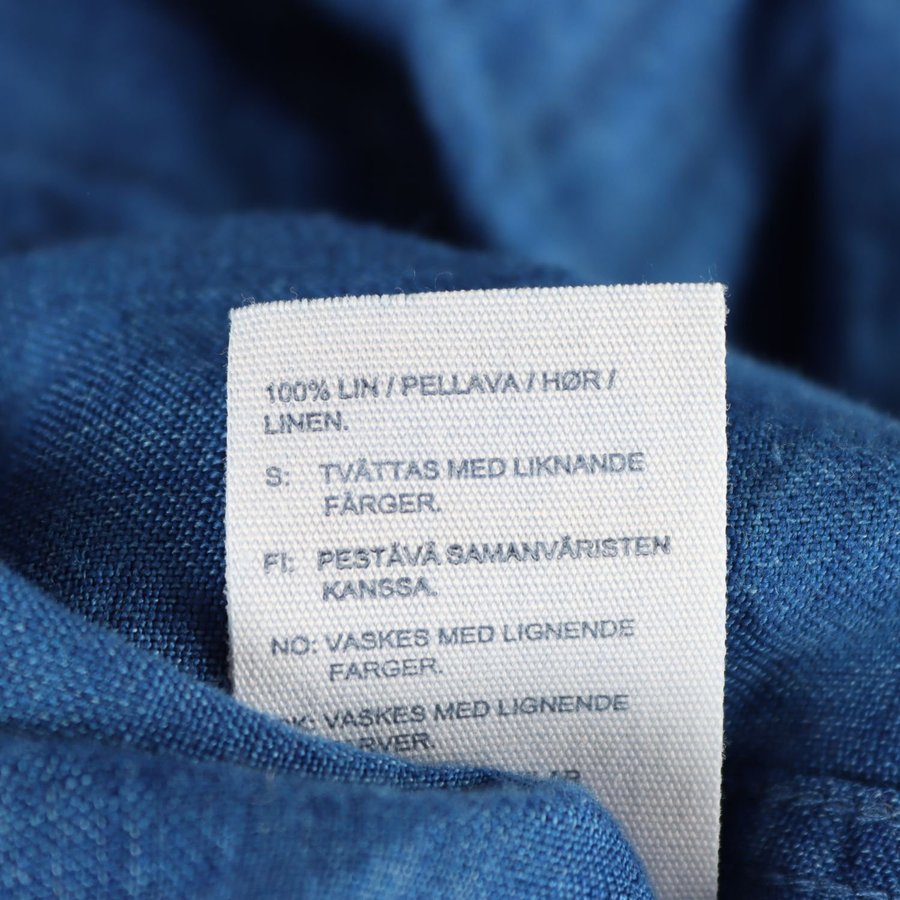 100% LIN / PELLAVA / HØR /
LINEN.
S: TVÄTTAS MED LIKNANDE
FÄRGER.
FI: PESTÄVÄ SAMANVÄRISTEN
KANSSA.
NO: VASKES MED LIGNENDE
FARGER.
VASKES MED LIGNENDE